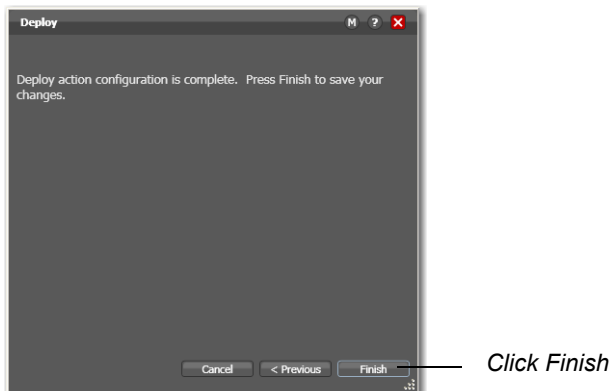 Deploy M ? X
Deploy action configuration is complete.  Press Finish to save your
changes.
Cancel < Previous Finish Click Finish